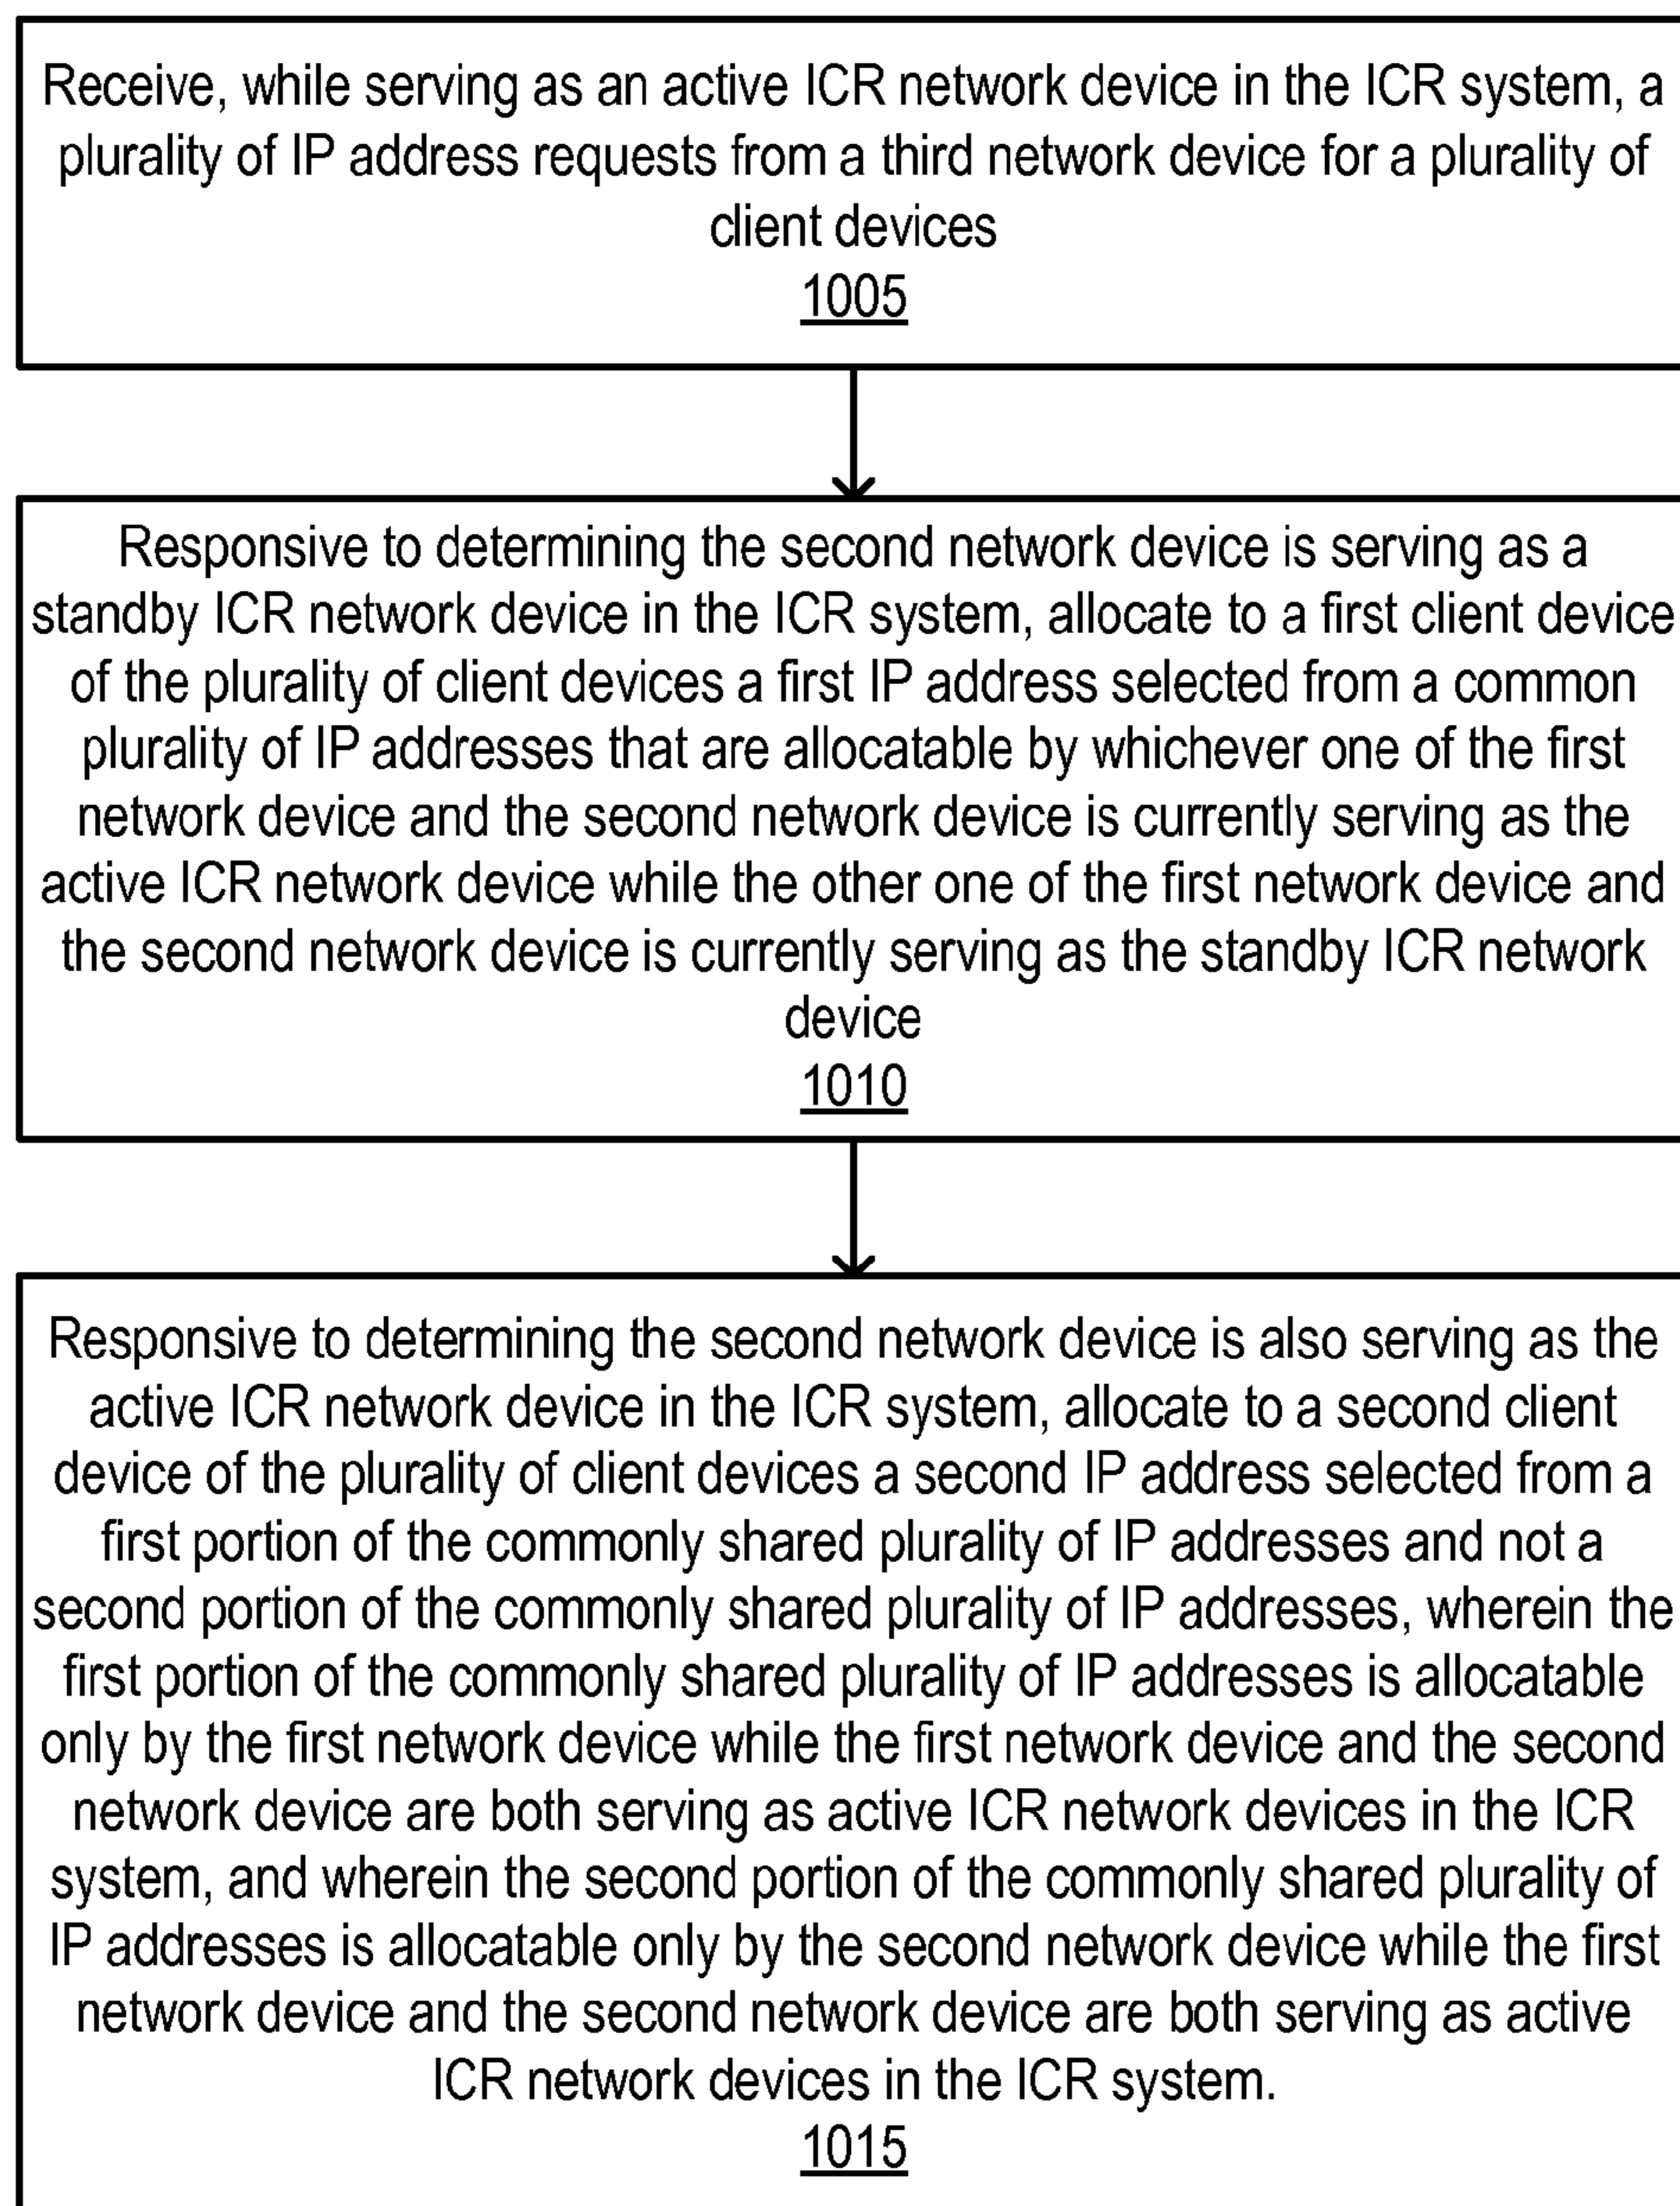 Receive, while serving as an active ICR network device in the ICR system, a
plurality of IP address requests from a third network device for a plurality of
client devices
1005
Responsive to determining the second network device is serving as a
standby ICR network device in the ICR system, allocate to a first client device
of the plurality of client devices a first IP address selected from a common
plurality of IP addresses that are allocatable by whichever one of the first
network device and the second network device is currently serving as the
active ICR network device while the other one of the first network device and
the second network device is currently serving as the standby ICR network
device
1010
Responsive to determining the second network device is also serving as the
active ICR network device in the ICR system, allocate to a second client
device of the plurality of client devices a second IP address selected from a
first portion of the commonly shared plurality of IP addresses and not a
second portion of the commonly shared plurality of IP addresses, wherein the
first portion of the commonly shared plurality of IP addresses is allocatable
only by the first network device while the first network device and the second
network device are both serving as active ICR network devices in the ICR
system, and wherein the second portion of the commonly shared plurality of
IP addresses is allocatable only by the second network device while the first
network device and the second network device are both serving as active
ICR network devices in the ICR system.
1015